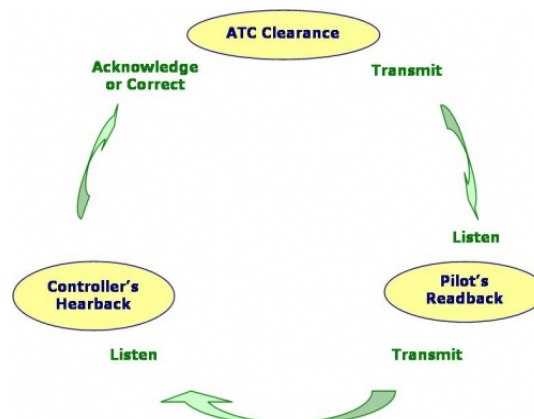 ATC Clearance
Acknowledge
or Correct
Transmit
Listen
Controller's
Hearback
Pilot's
Readback
Listen
Transmit